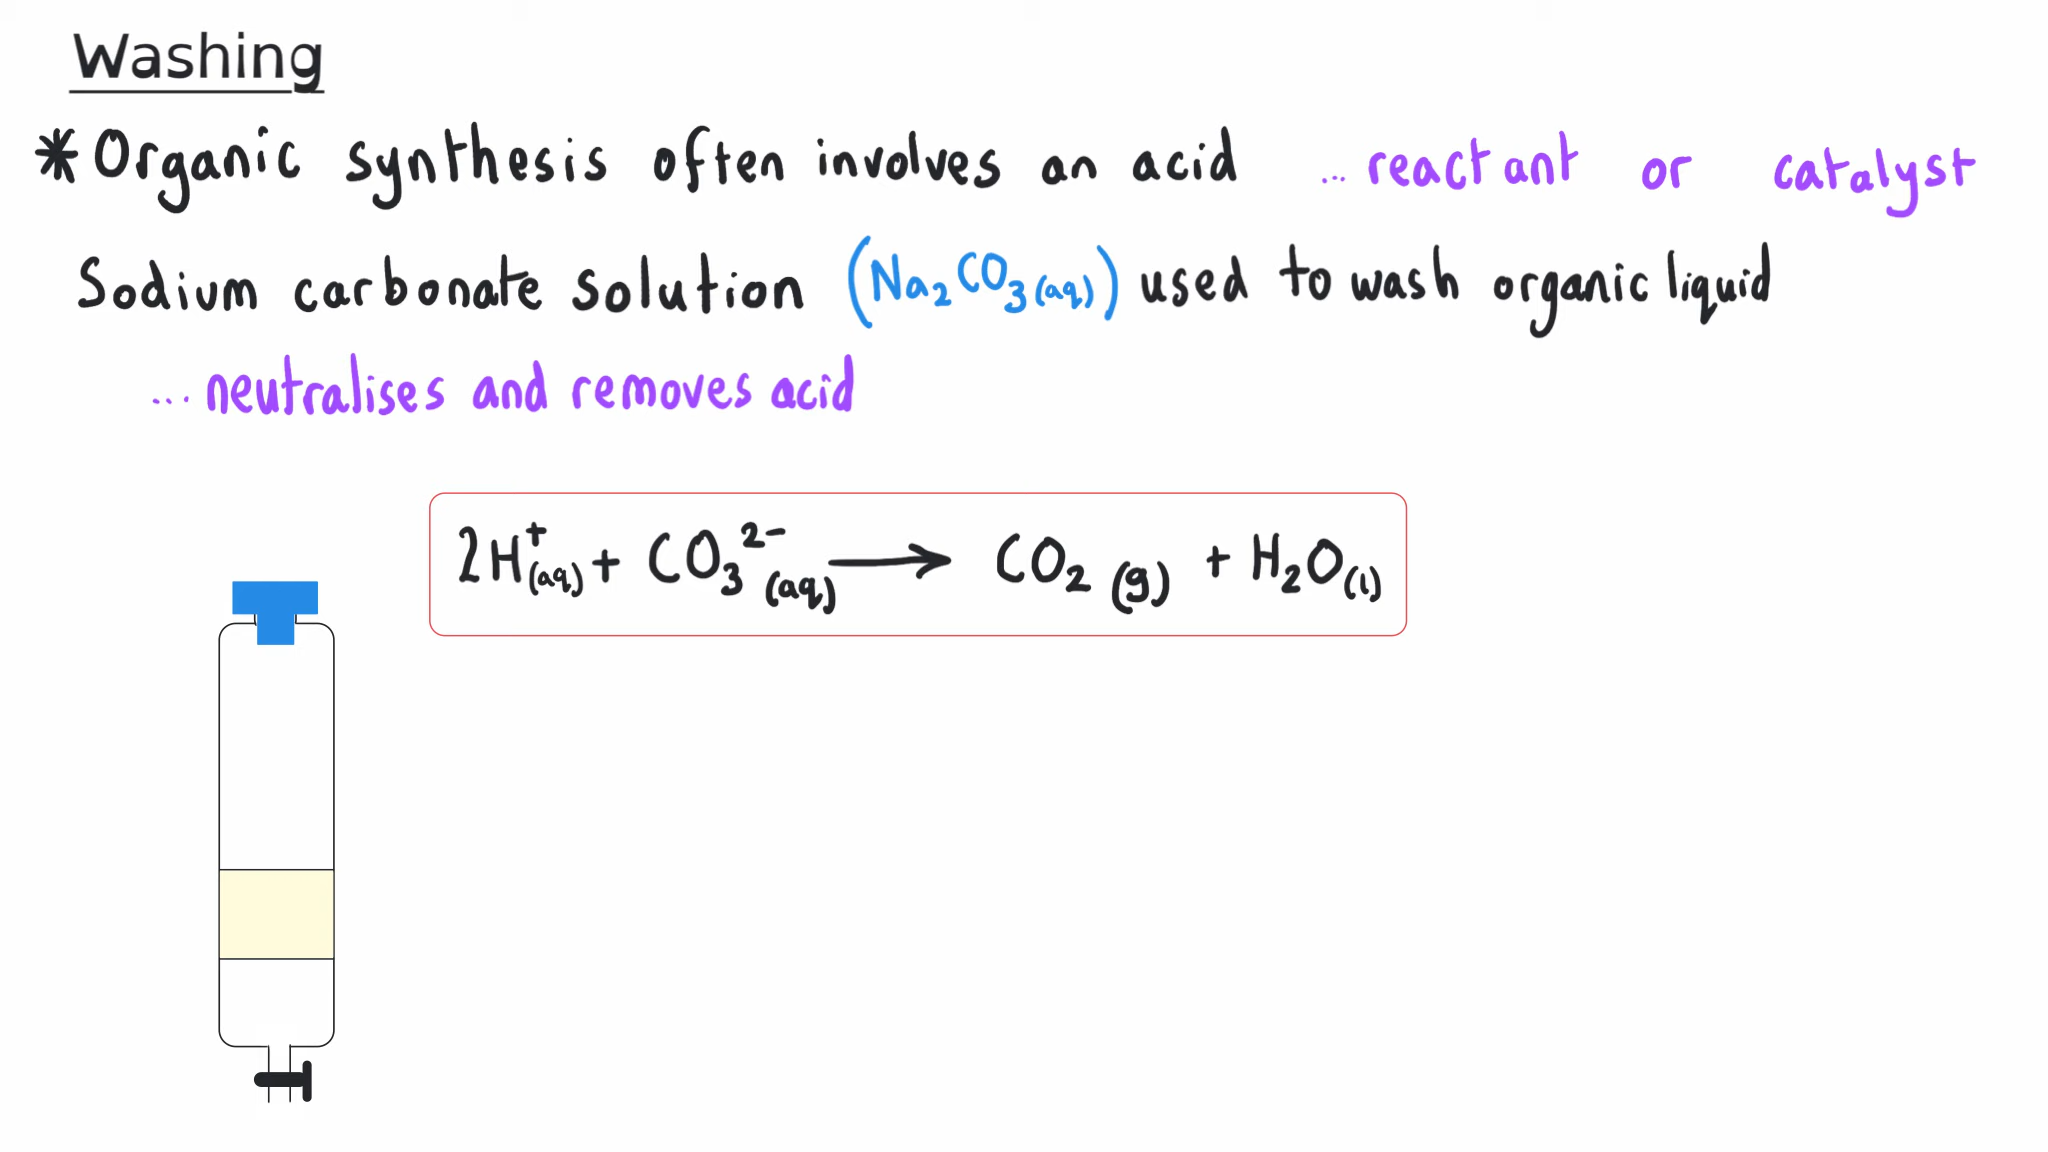 Washing
*Organic synthesis often involves an acid ... reactant or catalyst
Sodium carbonate solution (Na₂CO₃(aq)) used to wash organic liquid
... neutralises and removes acid
2H⁺(aq) + CO₃²⁻(aq) ⟶ CO₂(g) + H₂O(l)